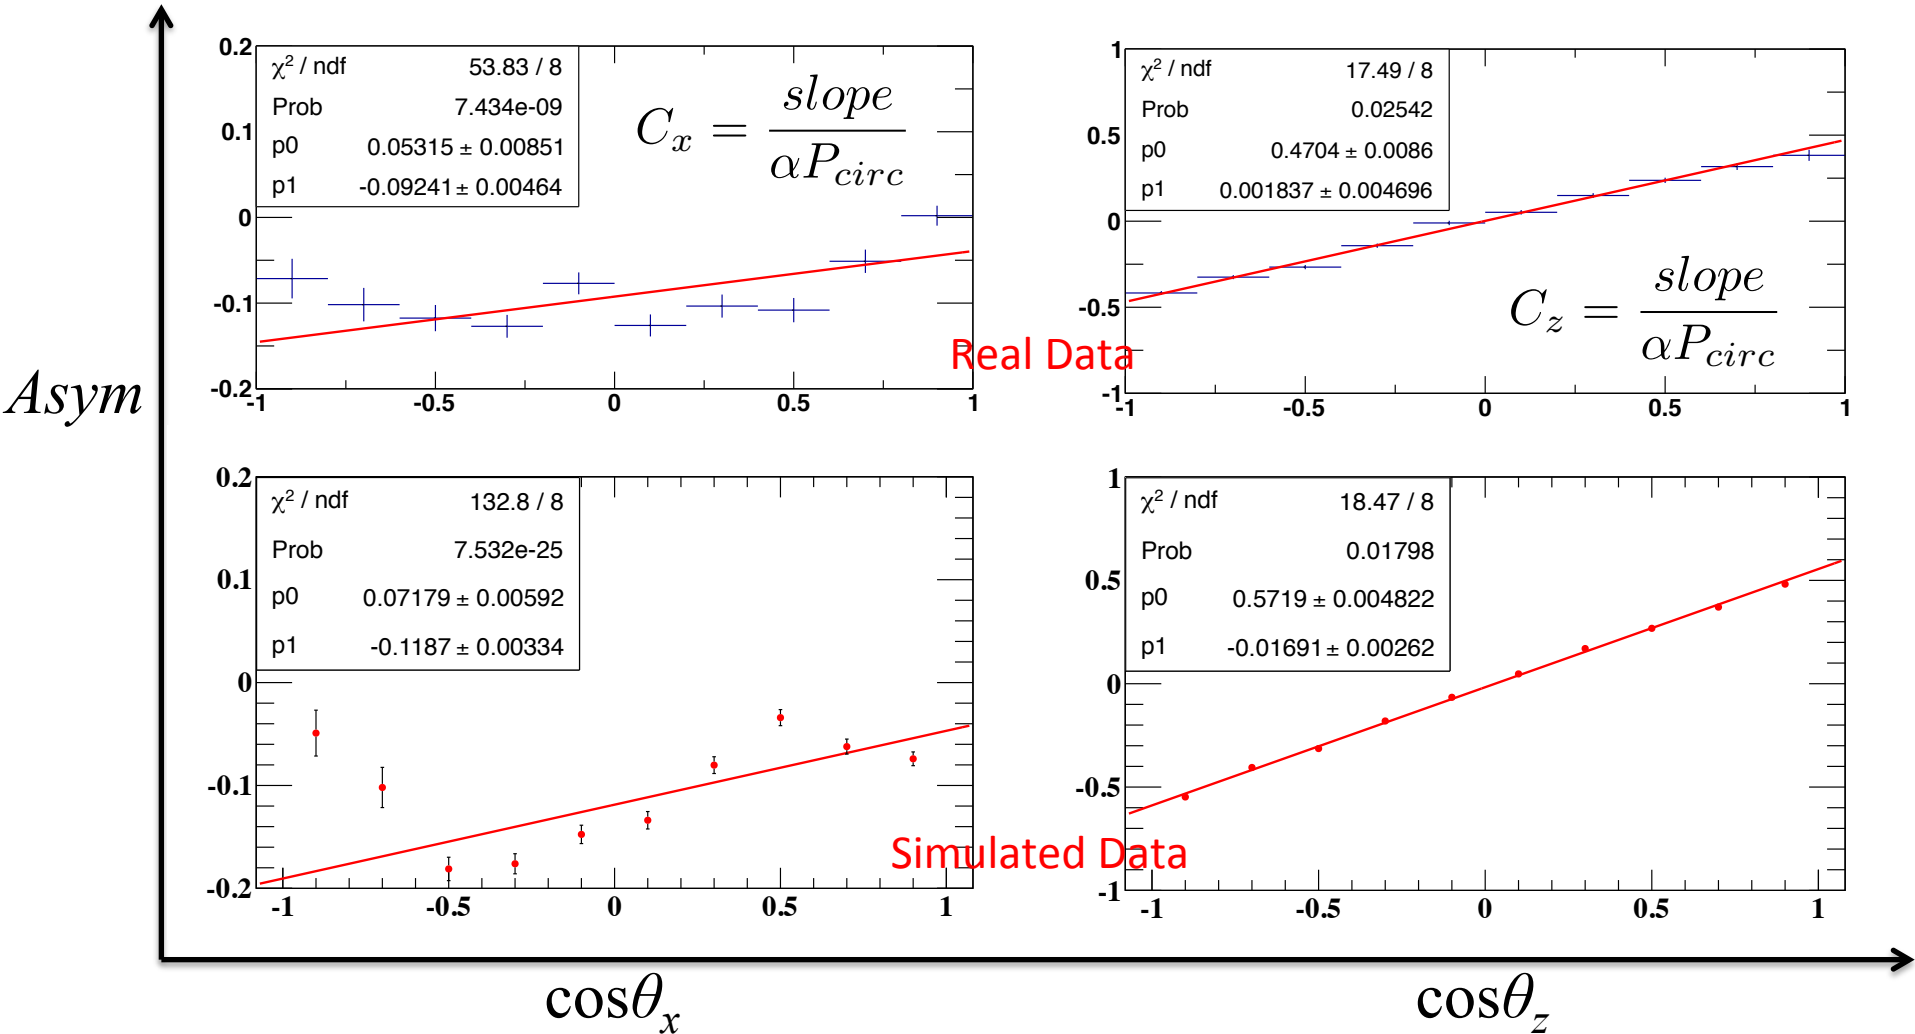 0.2
χ² / ndf 53.83 / 8
Prob 7.434e-09
p0 0.05315 ± 0.00851
p1 -0.09241 ± 0.00464
C_x = slope / αP_circ
0.1
0
-0.1
-0.2
-1 -0.5 0 0.5 1
1
χ² / ndf 17.49 / 8
Prob 0.02542
p0 0.4704 ± 0.0086
p1 0.001837 ± 0.004696
0.5
0
-0.5
-1
C_z = slope / αP_circ
-1 -0.5 0 0.5 1
Real Data
Asym
0.2
χ² / ndf 132.8 / 8
Prob 7.532e-25
p0 0.07179 ± 0.00592
p1 -0.1187 ± 0.00334
0.1
0
-0.1
-0.2
-1 -0.5 0 0.5 1
1
χ² / ndf 18.47 / 8
Prob 0.01798
p0 0.5719 ± 0.004822
p1 -0.01691 ± 0.00262
0.5
0
-0.5
-1
-1 -0.5 0 0.5 1
Simulated Data
cosθ_x
cosθ_z